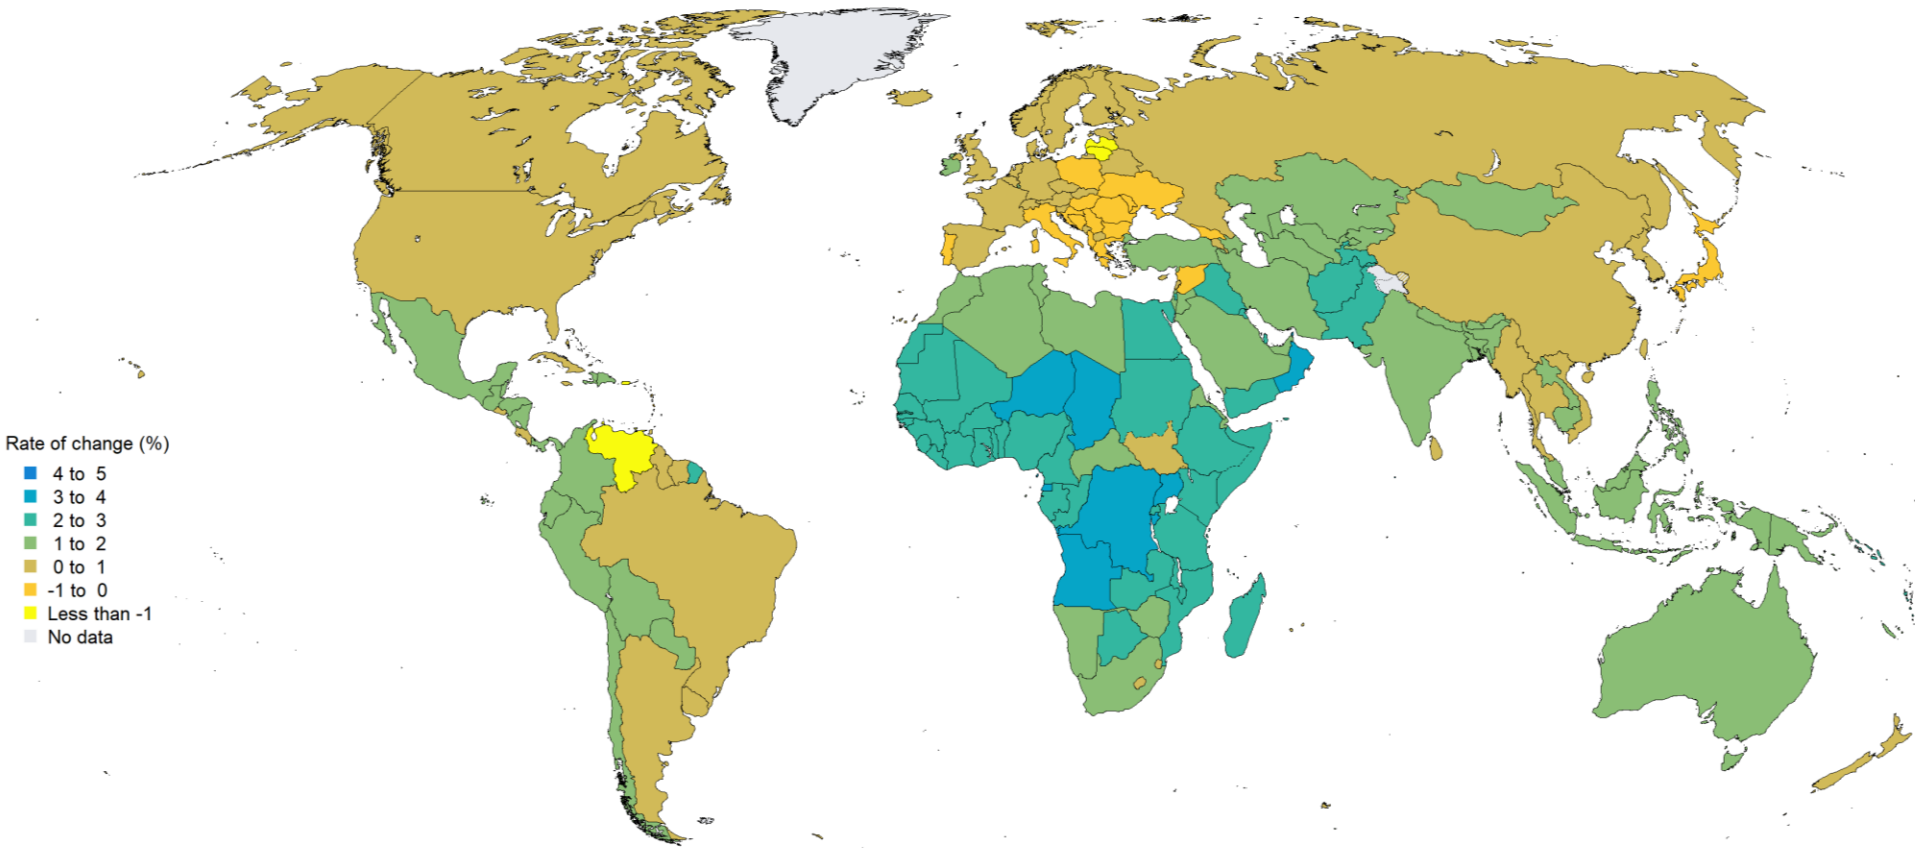 Rate of change (%)
4 to 5
3 to 4
2 to 3
1 to 2
0 to 1
-1 to 0
Less than -1
No data